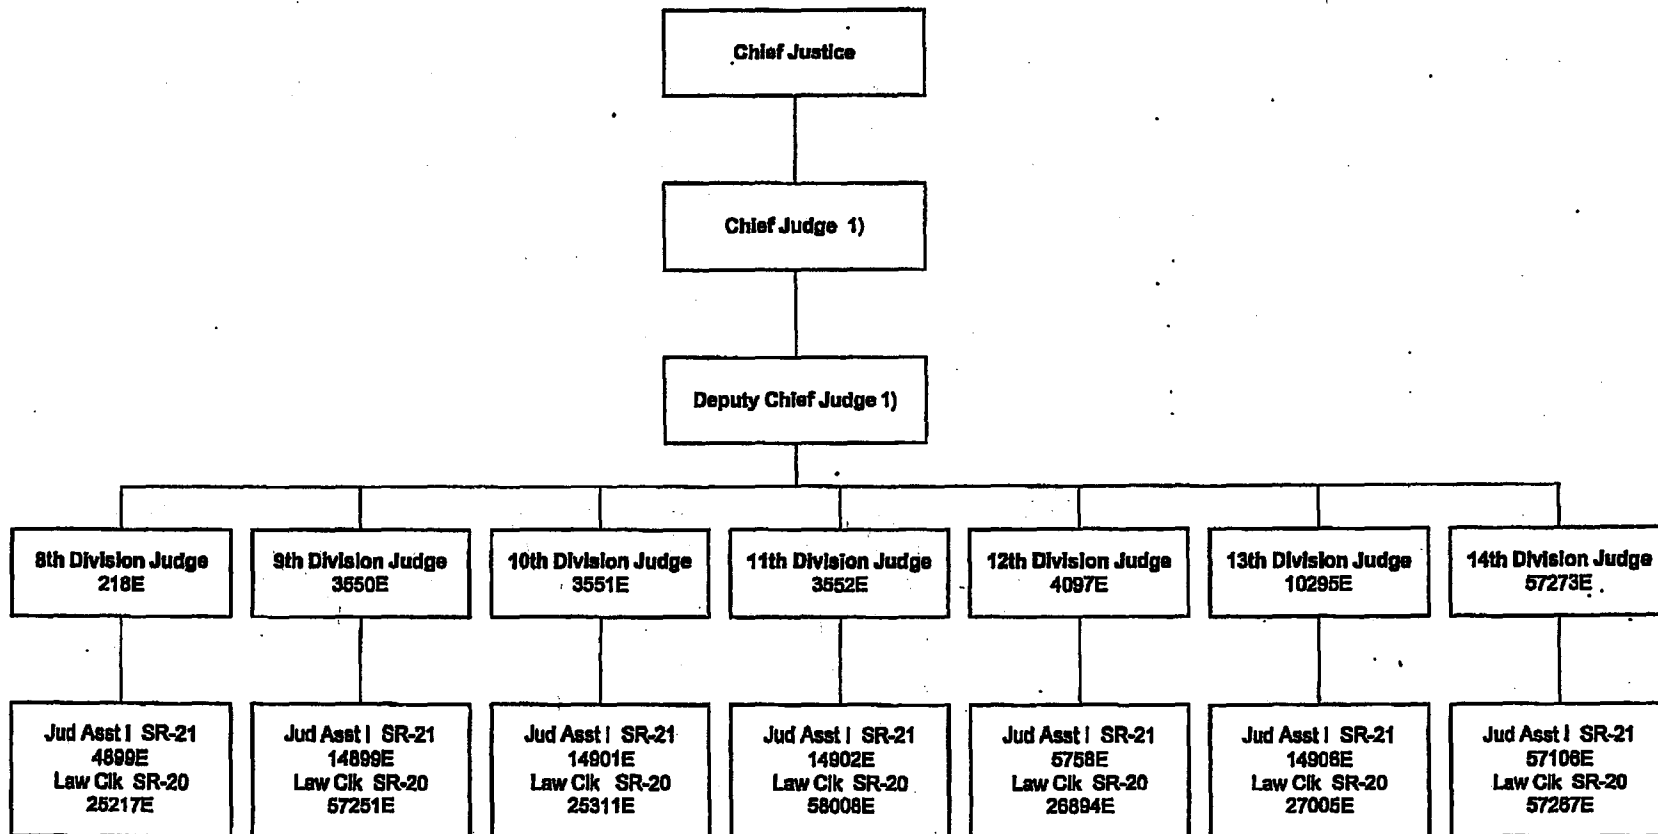 Chief Justice
Chief Judge 1)
Deputy Chief Judge 1)
8th Division Judge
218E
9th Division Judge
3550E
10th Division Judge
3551E
11th Division Judge
3552E
12th Division Judge
4097E
13th Division Judge
10295E
14th Division Judge
57273E
Jud Asst I SR-21
4899E
Law Clk SR-20
25217E
Jud Asst I SR-21
14899E
Law Clk SR-20
57251E
Jud Asst I SR-21
14901E
Law Clk SR-20
25311E
Jud Asst I SR-21
14902E
Law Clk SR-20
58008E
Jud Asst I SR-21
5758E
Law Clk SR-20
26894E
Jud Asst I SR-21
14906E
Law Clk SR-20
27005E
Jud Asst I SR-21
57106E
Law Clk SR-20
57267E